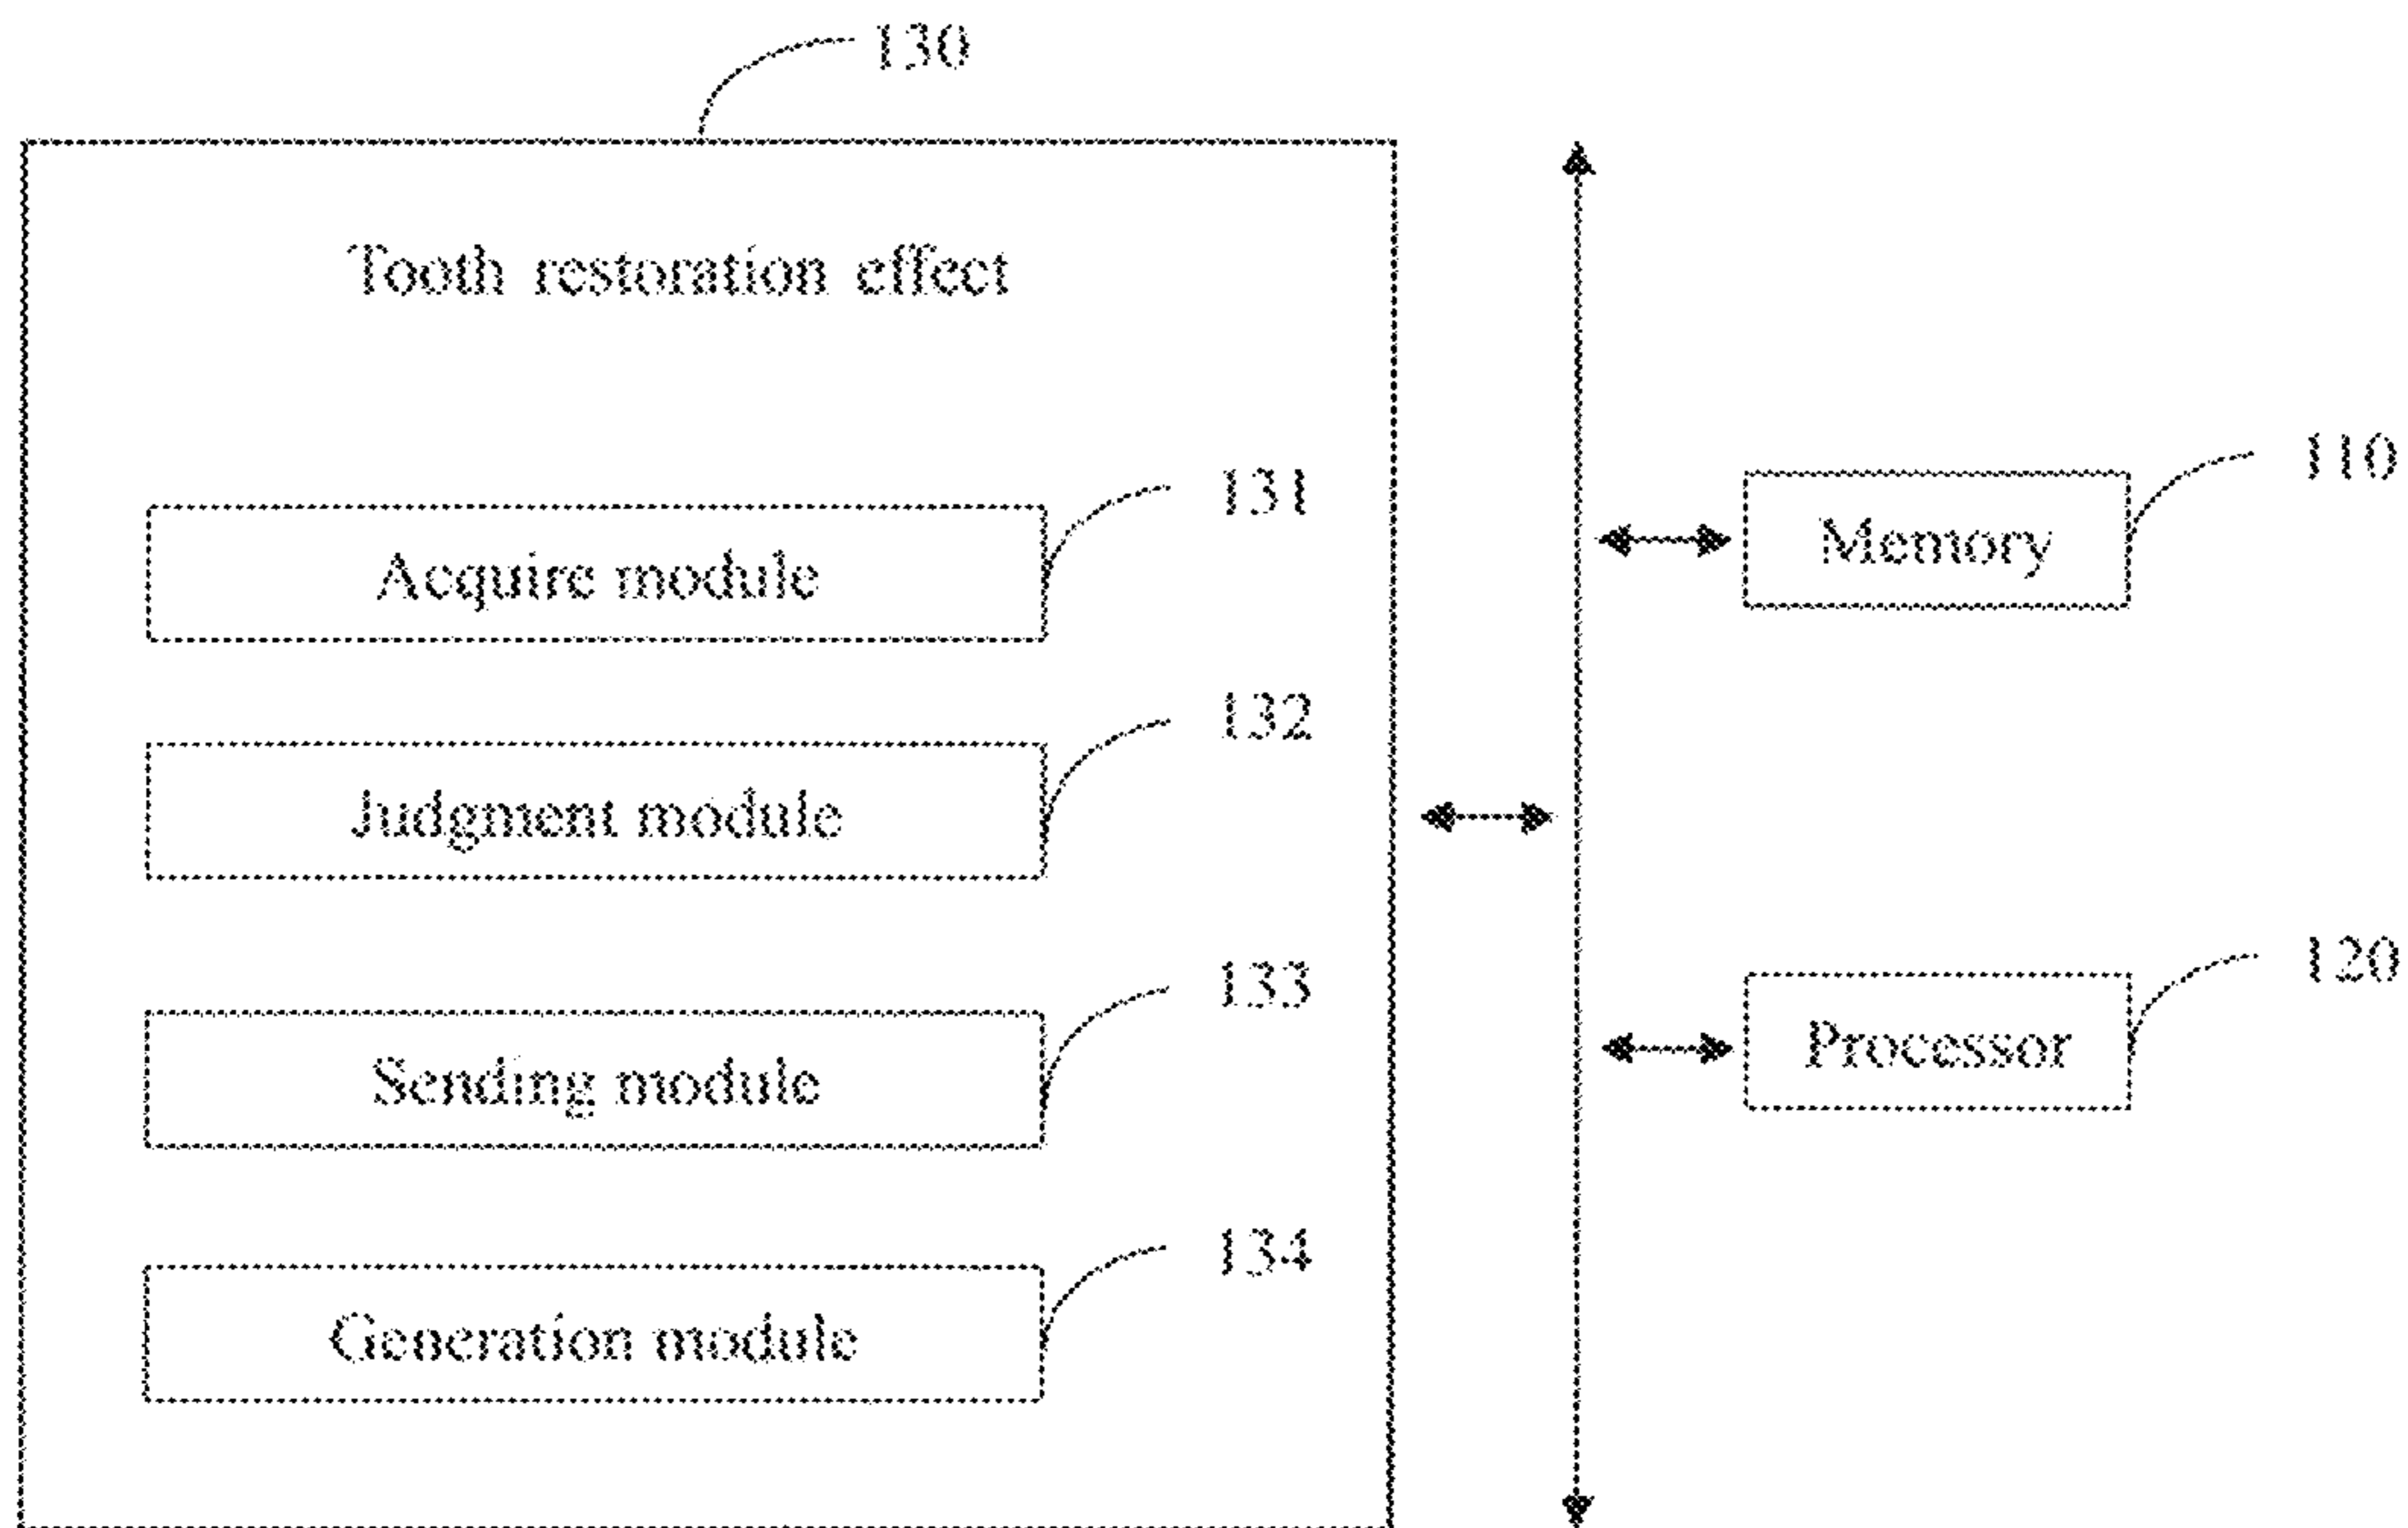 130
Tooth restoration effect
131
Acquire module
110
Memory
132
Judgment module
133
Sending module
120
Processor
134
Generation module